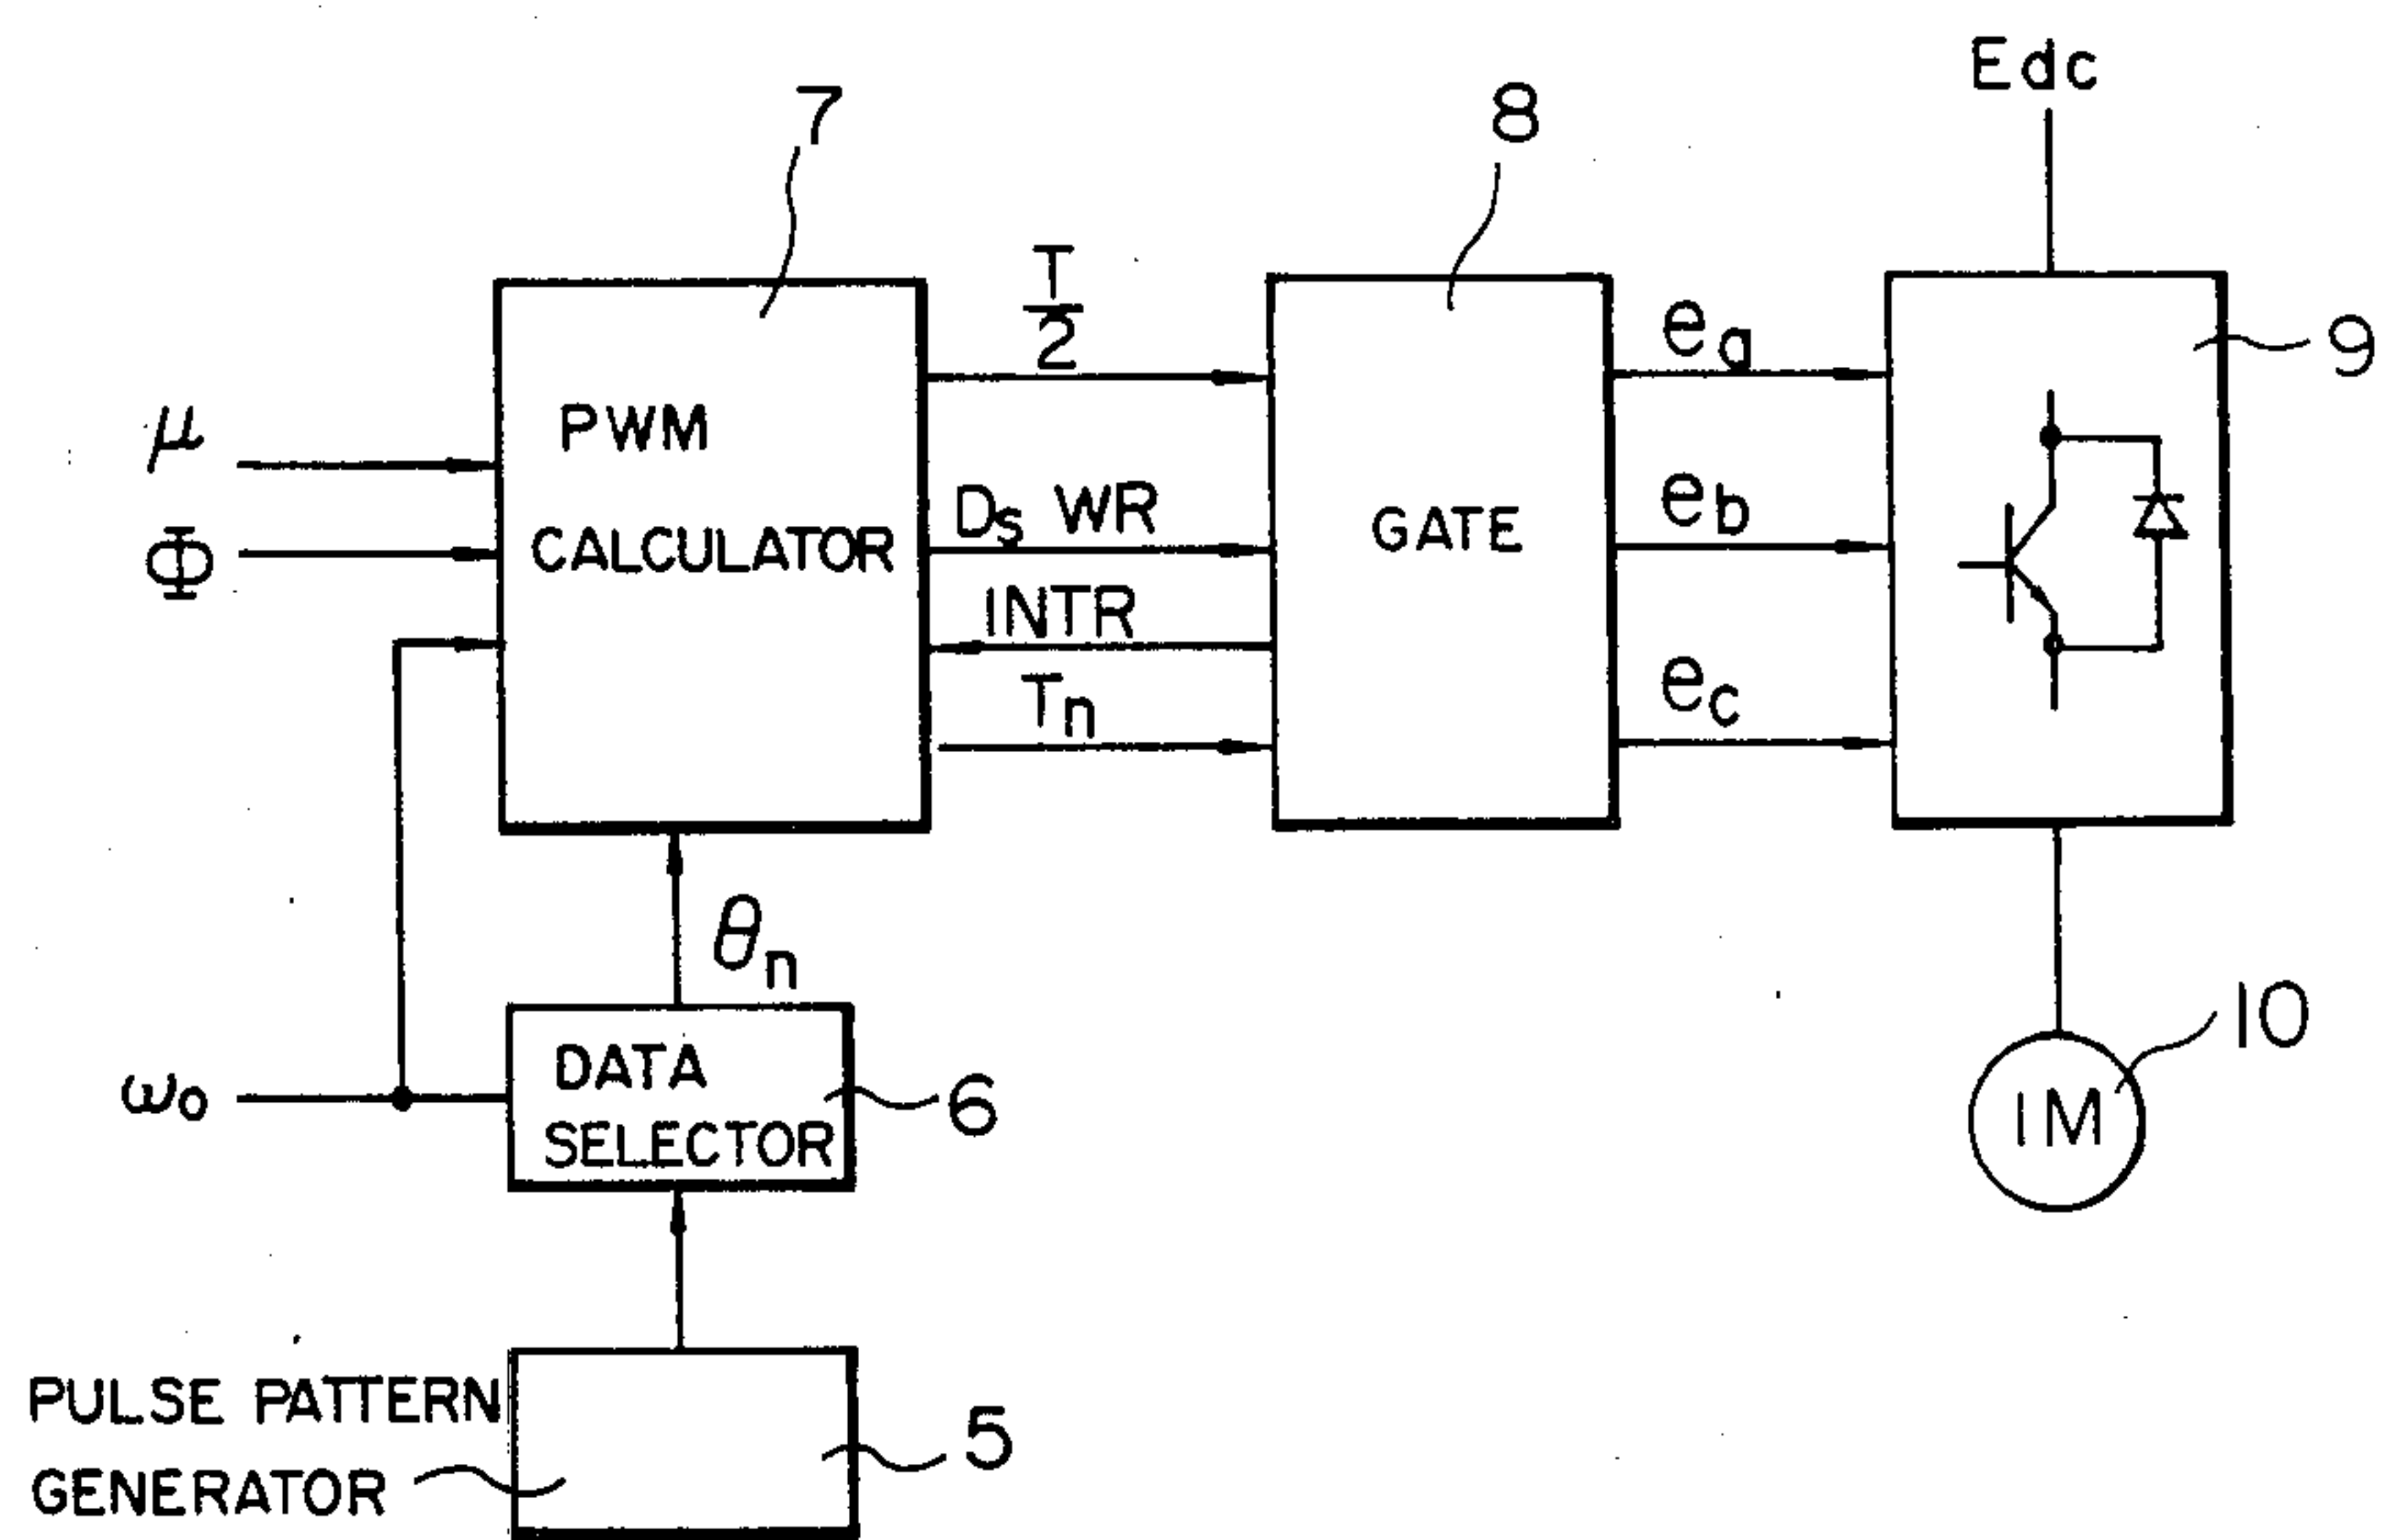 Edc
7
8
9
T
2
ea
μ
PWM
Ds WR
GATE
eb
Φ
CALCULATOR
INTR
Tn
ec
θn
10
ωo
DATA
SELECTOR
6
IM
PULSE PATTERN
GENERATOR
5